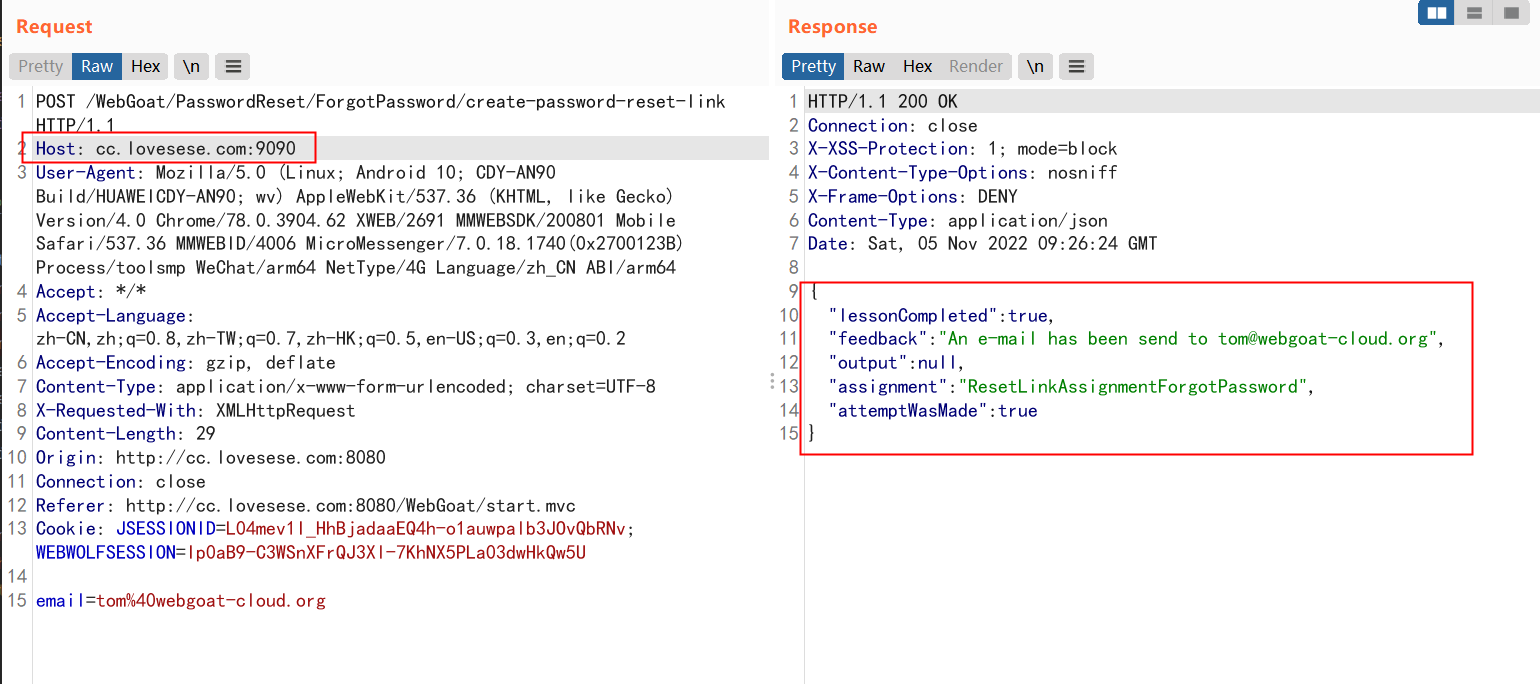 Request
Pretty Raw Hex \n
1 POST /WebGoat/PasswordReset/ForgotPassword/create-password-reset-link
HTTP/1.1
2 Host: cc.lovesese.com:9090
3 User-Agent: Mozilla/5.0 (Linux; Android 10; CDY-AN90
Build/HUAWEICDY-AN90; wv) AppleWebKit/537.36 (KHTML, like Gecko)
Version/4.0 Chrome/78.0.3904.62 XWEB/2691 MMWEBSDK/200801 Mobile
Safari/537.36 MMWEBID/4006 MicroMessenger/7.0.18.1740(0x2700123B)
Process/toolsmp WeChat/arm64 NetType/4G Language/zh_CN ABI/arm64
4 Accept: */*
5 Accept-Language:
zh-CN,zh;q=0.8,zh-TW;q=0.7,zh-HK;q=0.5,en-US;q=0.3,en;q=0.2
6 Accept-Encoding: gzip, deflate
7 Content-Type: application/x-www-form-urlencoded; charset=UTF-8
8 X-Requested-With: XMLHttpRequest
9 Content-Length: 29
10 Origin: http://cc.lovesese.com:8080
11 Connection: close
12 Referer: http://cc.lovesese.com:8080/WebGoat/start.mvc
13 Cookie: JSESSIONID=LO4mev1I_HhBjadaaEQ4h-o1auwpaIb3JOvQbRNv;
WEBWOLFSESSION=Ip0aB9-C3WSnXFrQJ3XI-7KhNX5PLa03dwHkQw5U
14
15 email=tom%40webgoat-cloud.org
Response
Pretty Raw Hex Render \n
1 HTTP/1.1 200 OK
2 Connection: close
3 X-XSS-Protection: 1; mode=block
4 X-Content-Type-Options: nosniff
5 X-Frame-Options: DENY
6 Content-Type: application/json
7 Date: Sat, 05 Nov 2022 09:26:24 GMT
8
9 {
10 "lessonCompleted":true,
11 "feedback":"An e-mail has been send to tom@webgoat-cloud.org",
12 "output":null,
13 "assignment":"ResetLinkAssignmentForgotPassword",
14 "attemptWasMade":true
15 }